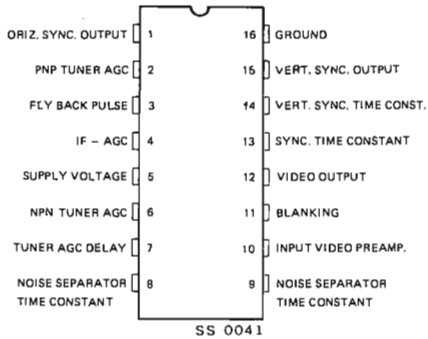 ORIZ. SYNC. OUTPUT 1 16 GROUND
PNP TUNER AGC 2 15 VERT. SYNC. OUTPUT
FLY BACK PULSE 3 14 VERT. SYNC. TIME CONST.
IF – AGC 4 13 SYNC. TIME CONSTANT
SUPPLY VOLTAGE 5 12 VIDEO OUTPUT
NPN TUNER AGC 6 11 BLANKING
TUNER AGC DELAY 7 10 INPUT VIDEO PREAMP.
NOISE SEPARATOR 8 9 NOISE SEPARATOR
TIME CONSTANT TIME CONSTANT
SS 0041